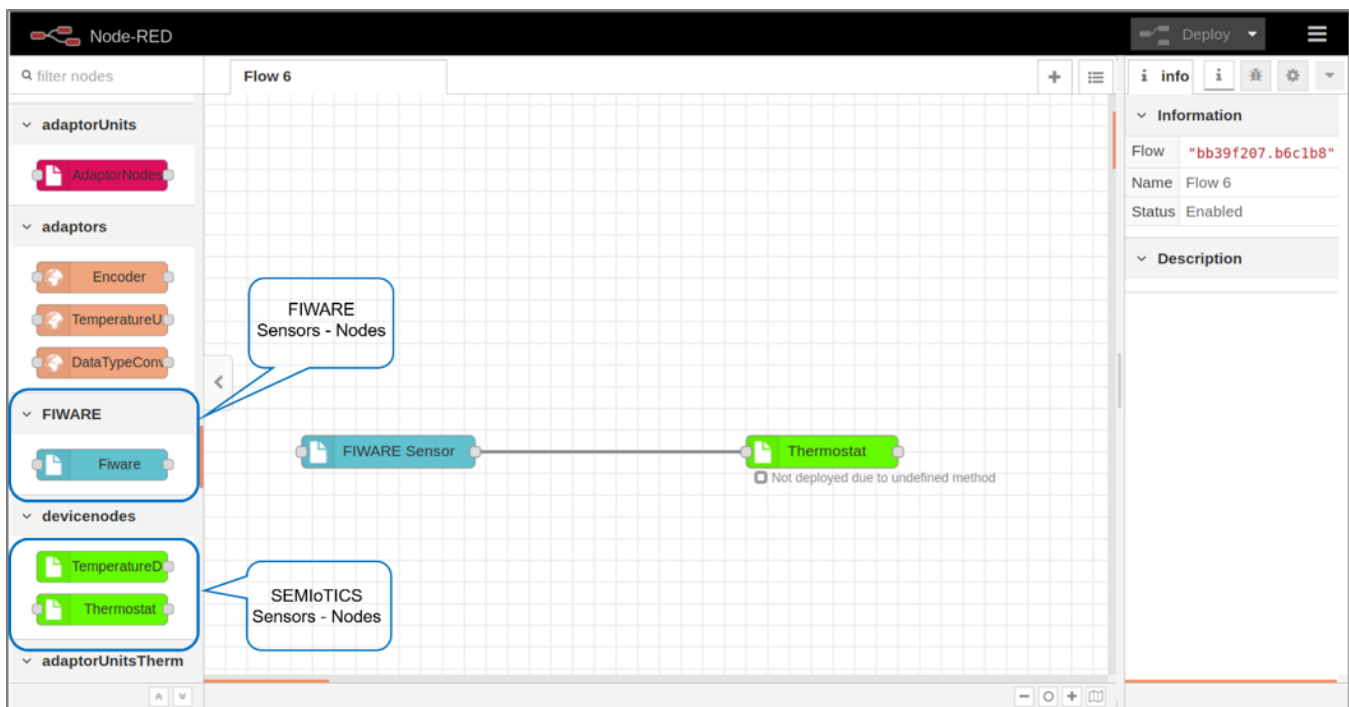 Node-RED
Deploy
filter nodes
Flow 6
info
adaptorUnits
AdaptorNodes
adaptors
Encoder
TemperatureU
DataTypeConv
FIWARE
Fiware
devicenodes
TemperatureD
Thermostat
adaptorUnitsTherm
FIWARE
Sensors - Nodes
FIWARE Sensor
Thermostat
Not deployed due to undefined method
SEMIoTICS
Sensors - Nodes
Information
Flow "bb39f207.b6c1b8"
Name Flow 6
Status Enabled
Description